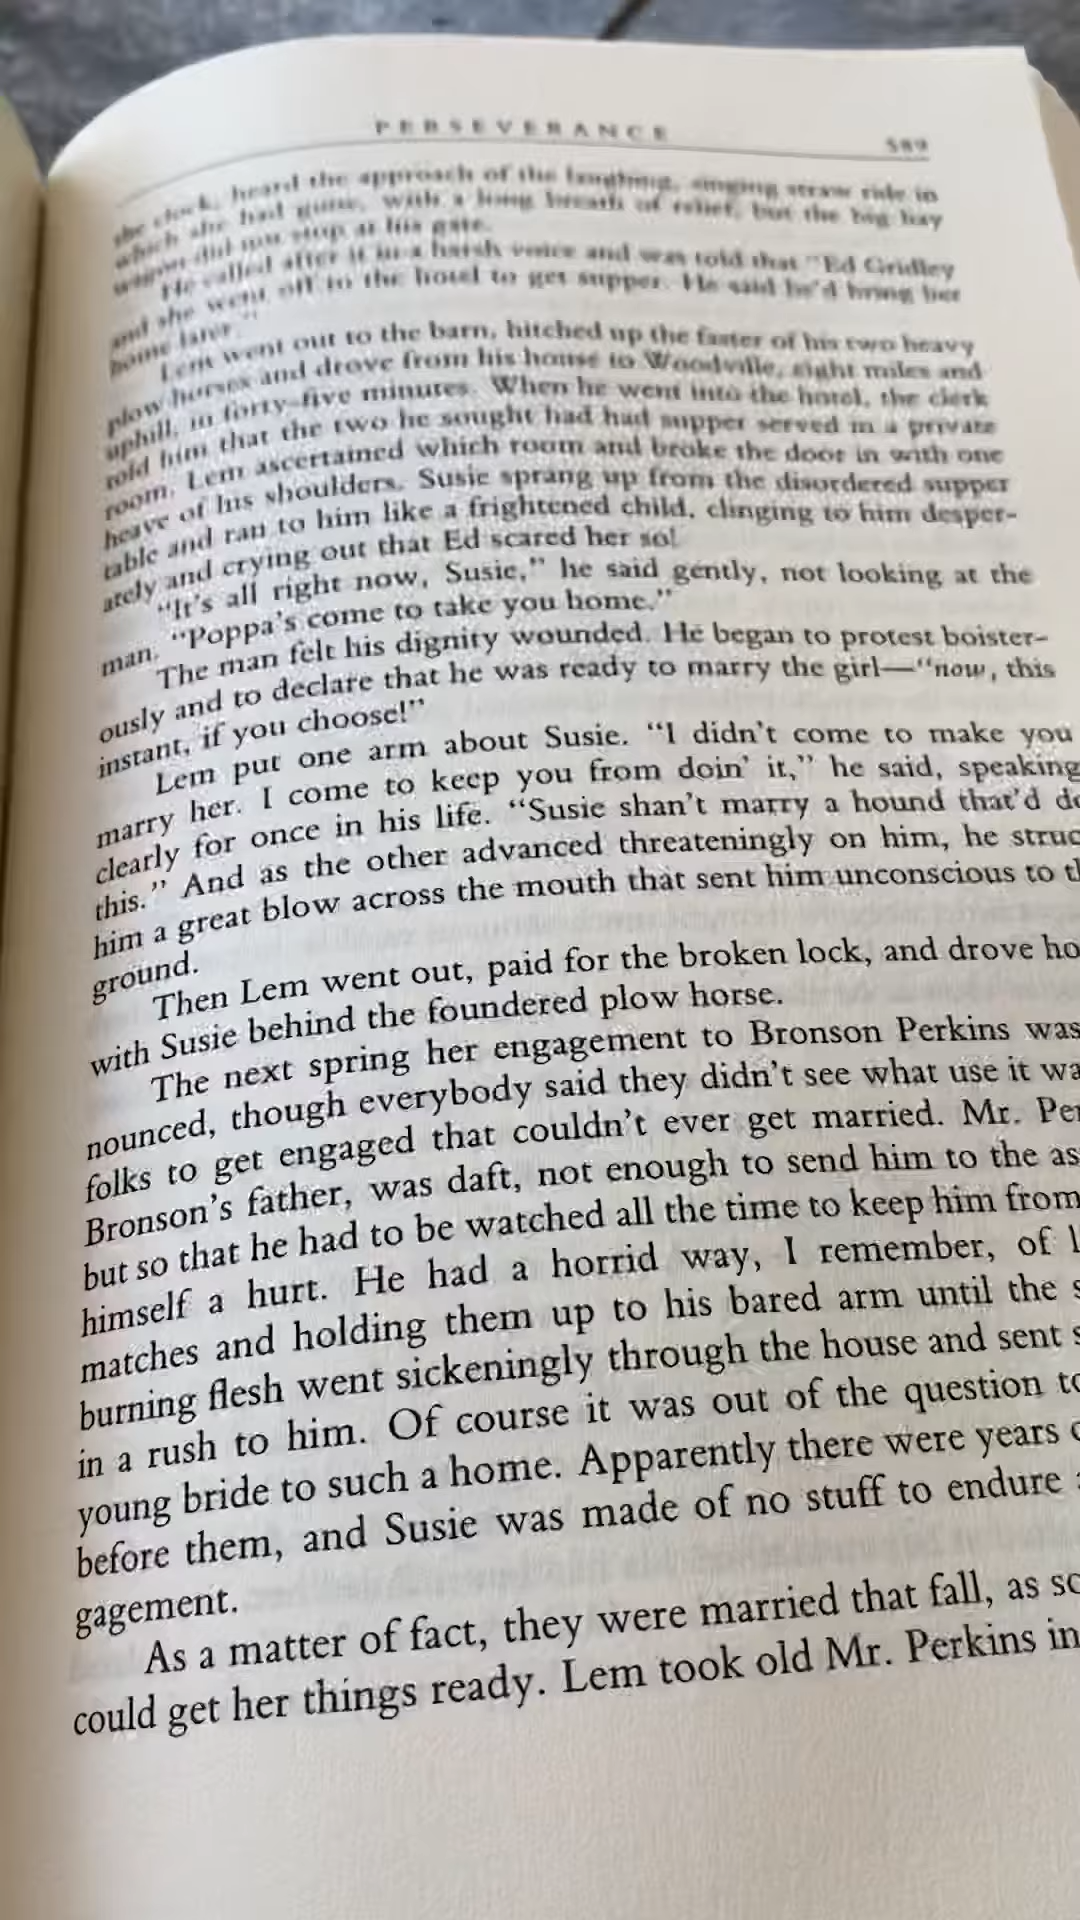 PERSEVERANCE
589
the clock, heard the approach of the laughing, singing straw ride in
which she had gone, with a long breath of relief, but the big hay
wagon did not stop at his gate.
He called after it in a harsh voice and was told that "Ed Gridley
and she went off to the hotel to get supper. He said he'd bring her
home later."
Lem went out to the barn, hitched up the faster of his two heavy
plow horses and drove from his house to Woodville, eight miles and
uphill, in forty-five minutes. When he went into the hotel, the clerk
told him that the two he sought had had supper served in a private
room. Lem ascertained which room and broke the door in with one
heave of his shoulders. Susie sprang up from the disordered supper
table and ran to him like a frightened child, clinging to him desper-
ately and crying out that Ed scared her so!
"It's all right now, Susie," he said gently, not looking at the
man. "Poppa's come to take you home."
The man felt his dignity wounded. He began to protest boister-
ously and to declare that he was ready to marry the girl—"now, this
instant, if you choose!"
Lem put one arm about Susie. "I didn't come to make you
marry her. I come to keep you from doin' it," he said, speaking
clearly for once in his life. "Susie shan't marry a hound that'd do
this." And as the other advanced threateningly on him, he struc
him a great blow across the mouth that sent him unconscious to th
ground.
Then Lem went out, paid for the broken lock, and drove ho
with Susie behind the foundered plow horse.
The next spring her engagement to Bronson Perkins was
nounced, though everybody said they didn't see what use it wa
folks to get engaged that couldn't ever get married. Mr. Per
Bronson's father, was daft, not enough to send him to the as
but so that he had to be watched all the time to keep him from
himself a hurt. He had a horrid way, I remember, of l
matches and holding them up to his bared arm until the s
burning flesh went sickeningly through the house and sent s
in a rush to him. Of course it was out of the question to
young bride to such a home. Apparently there were years o
before them, and Susie was made of no stuff to endure a
gagement.
As a matter of fact, they were married that fall, as so
could get her things ready. Lem took old Mr. Perkins in